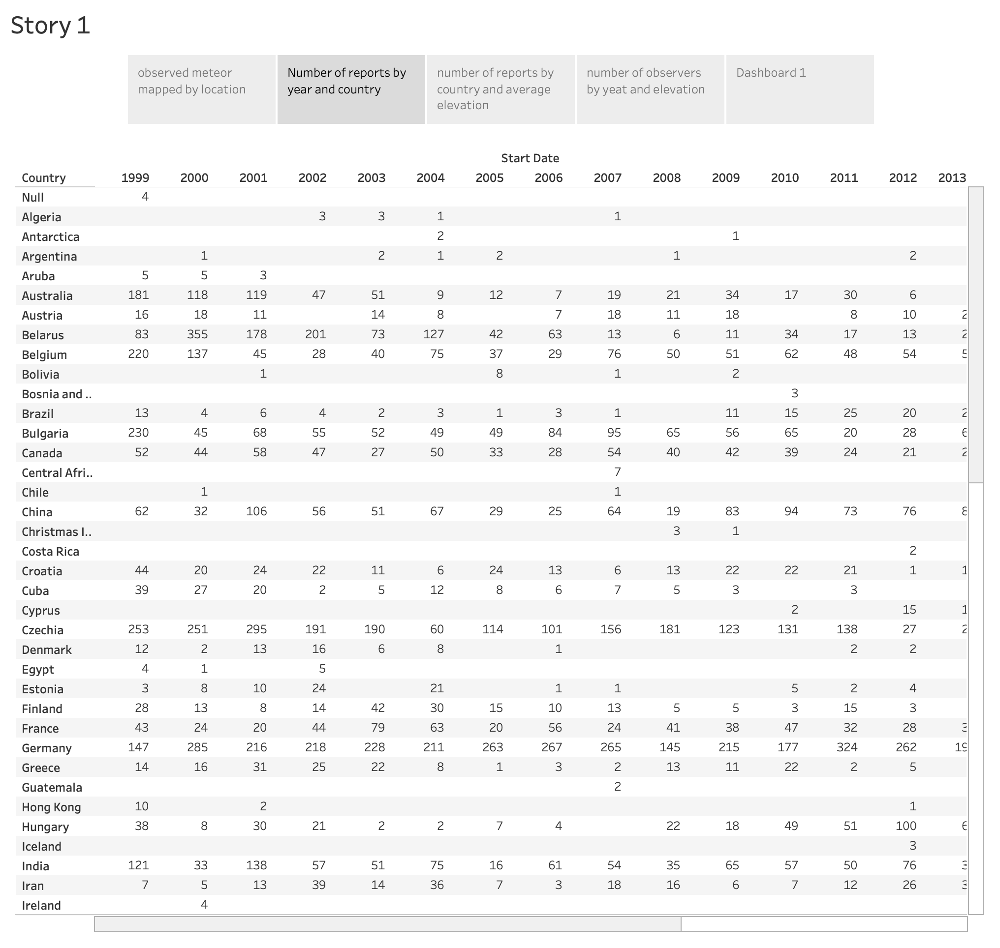 Story 1
observed meteor
mapped by location
Number of reports by
year and country
number of reports by
country and average
elevation
number of observers
by yeat and elevation
Dashboard 1
Start Date
Country 1999 2000 2001 2002 2003 2004 2005 2006 2007 2008 2009 2010 2011 2012 2013
Null 4
Algeria 3 3 1 1
Antarctica 2 1
Argentina 1 2 1 2 1 2
Aruba 5 5 3
Australia 181 118 119 47 51 9 12 7 19 21 34 17 30 6
Austria 16 18 11 14 8 7 18 11 18 8 10
Belarus 83 355 178 201 73 127 42 63 13 6 11 34 17 13
Belgium 220 137 45 28 40 75 37 29 76 50 51 62 48 54
Bolivia 1 8 1 2
Bosnia and .. 3
Brazil 13 4 6 4 2 3 1 3 1 11 15 25 20
Bulgaria 230 45 68 55 52 49 49 84 95 65 56 65 20 28
Canada 52 44 58 47 27 50 33 28 54 40 42 39 24 21
Central Afri.. 7
Chile 1 1
China 62 32 106 56 51 67 29 25 64 19 83 94 73 76
Christmas I.. 3 1
Costa Rica 2
Croatia 44 20 24 22 11 6 24 13 6 13 22 22 21 1
Cuba 39 27 20 2 5 12 8 6 7 5 3 3
Cyprus 2 15
Czechia 253 251 295 191 190 60 114 101 156 181 123 131 138 27
Denmark 12 2 13 16 6 8 1 2 2
Egypt 4 1 5
Estonia 3 8 10 24 21 1 1 5 2 4
Finland 28 13 8 14 42 30 15 10 13 5 5 3 15 3
France 43 24 20 44 79 63 20 56 24 41 38 47 32 28
Germany 147 285 216 218 228 211 263 267 265 145 215 177 324 262
Greece 14 16 31 25 22 8 1 3 2 13 11 22 2 5
Guatemala 2
Hong Kong 10 2 1
Hungary 38 8 30 21 2 2 7 4 22 18 49 51 100
Iceland 3
India 121 33 138 57 51 75 16 61 54 35 65 57 50 76
Iran 7 5 13 39 14 36 7 3 18 16 6 7 12 26
Ireland 4